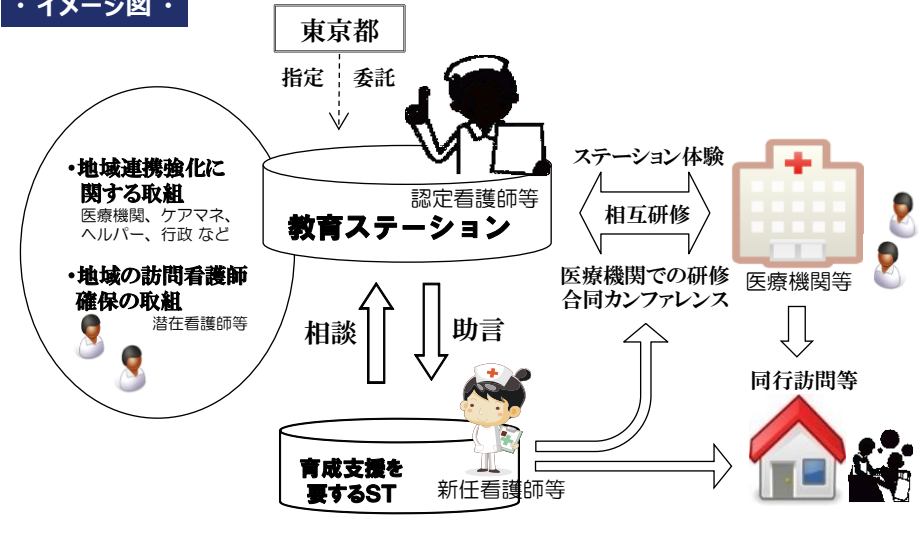 ・イメージ図・
東京都
指定 委託
・地域連携強化に
関する取組
医療機関、ケアマネ、
ヘルパー、行政 など
・地域の訪問看護師
確保の取組
潜在看護師等
認定看護師等
教育ステーション
ステーション体験
相互研修
医療機関での研修
合同カンファレンス
医療機関等
相談
助言
同行訪問等
育成支援を
要するST
新任看護師等